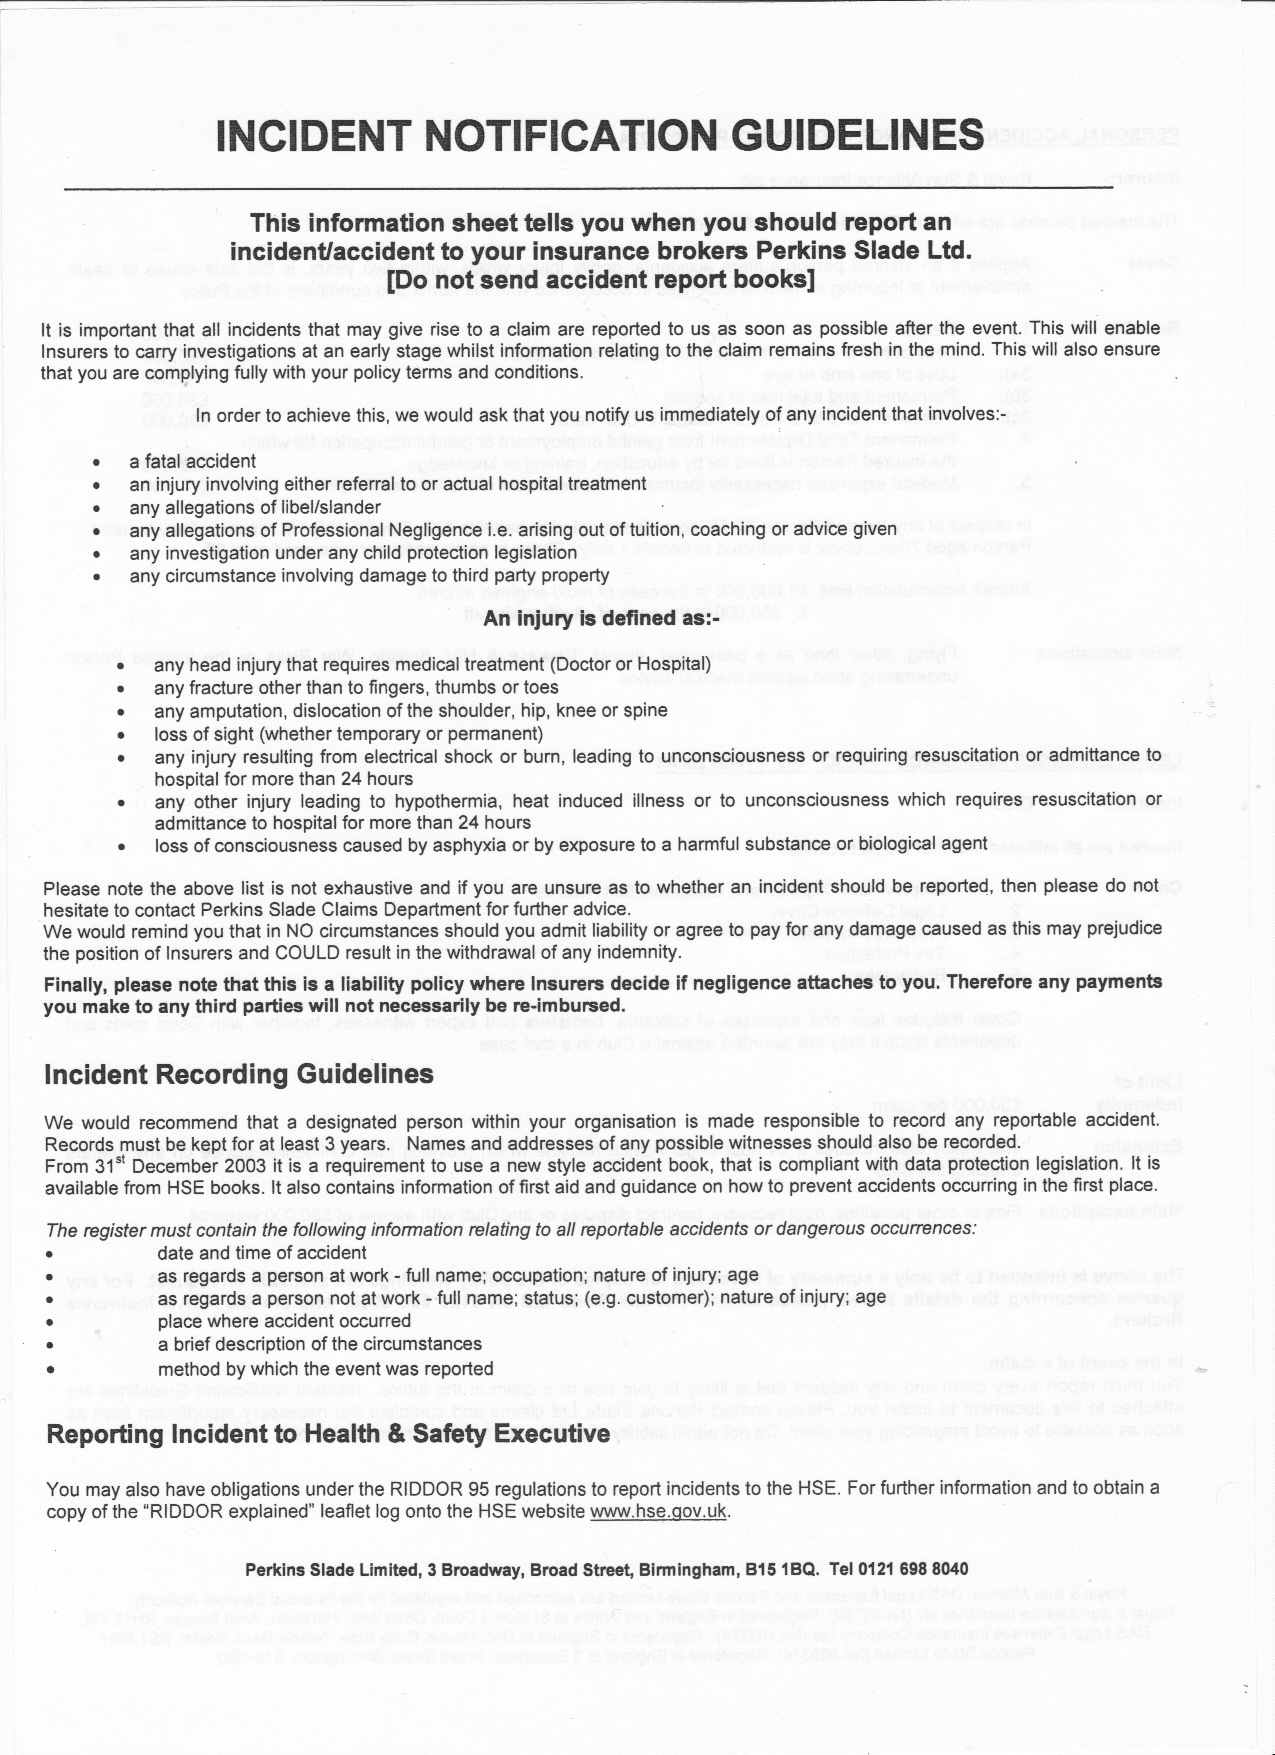 INCIDENT NOTIFICATION GUIDELINES
This information sheet tells you when you should report an
incident/accident to your insurance brokers Perkins Slade Ltd.
[Do not send accident report books]
It is important that all incidents that may give rise to a claim are reported to us as soon as possible after the event. This will enable
Insurers to carry investigations at an early stage whilst information relating to the claim remains fresh in the mind. This will also ensure
that you are complying fully with your policy terms and conditions.
In order to achieve this, we would ask that you notify us immediately of any incident that involves:-
• a fatal accident
• an injury involving either referral to or actual hospital treatment
• any allegations of libel/slander
• any allegations of Professional Negligence i.e. arising out of tuition, coaching or advice given
• any investigation under any child protection legislation
• any circumstance involving damage to third party property
An injury is defined as:-
• any head injury that requires medical treatment (Doctor or Hospital)
• any fracture other than to fingers, thumbs or toes
• any amputation, dislocation of the shoulder, hip, knee or spine
• loss of sight (whether temporary or permanent)
• any injury resulting from electrical shock or burn, leading to unconsciousness or requiring resuscitation or admittance to
hospital for more than 24 hours
• any other injury leading to hypothermia, heat induced illness or to unconsciousness which requires resuscitation or
admittance to hospital for more than 24 hours
• loss of consciousness caused by asphyxia or by exposure to a harmful substance or biological agent
Please note the above list is not exhaustive and if you are unsure as to whether an incident should be reported, then please do not
hesitate to contact Perkins Slade Claims Department for further advice.
We would remind you that in NO circumstances should you admit liability or agree to pay for any damage caused as this may prejudice
the position of Insurers and COULD result in the withdrawal of any indemnity.
Finally, please note that this is a liability policy where Insurers decide if negligence attaches to you. Therefore any payments
you make to any third parties will not necessarily be re-imbursed.
Incident Recording Guidelines
We would recommend that a designated person within your organisation is made responsible to record any reportable accident.
Records must be kept for at least 3 years. Names and addresses of any possible witnesses should also be recorded.
From 31st December 2003 it is a requirement to use a new style accident book, that is compliant with data protection legislation. It is
available from HSE books. It also contains information of first aid and guidance on how to prevent accidents occurring in the first place.
The register must contain the following information relating to all reportable accidents or dangerous occurrences:
• date and time of accident
• as regards a person at work - full name; occupation; nature of injury; age
• as regards a person not at work - full name; status; (e.g. customer); nature of injury; age
• place where accident occurred
• a brief description of the circumstances
• method by which the event was reported
Reporting Incident to Health & Safety Executive
You may also have obligations under the RIDDOR 95 regulations to report incidents to the HSE. For further information and to obtain a
copy of the “RIDDOR explained” leaflet log onto the HSE website www.hse.gov.uk.
Perkins Slade Limited, 3 Broadway, Broad Street, Birmingham, B15 1BQ. Tel 0121 698 8040